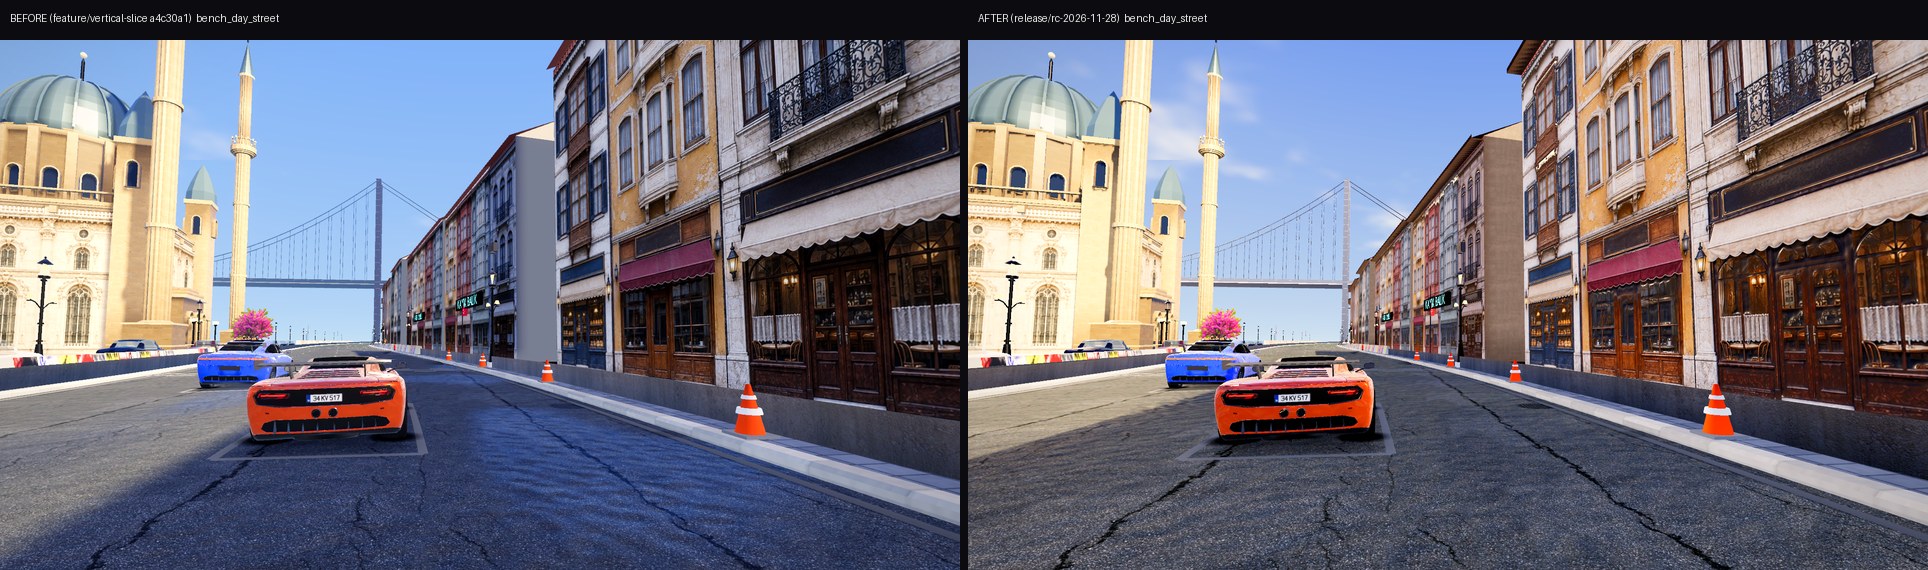 BEFORE (feature/vertical-slice a4c30a1) bench_day_street
AFTER (release/rc-2026-11-28) bench_day_street
34 KV 517
34 KV 517